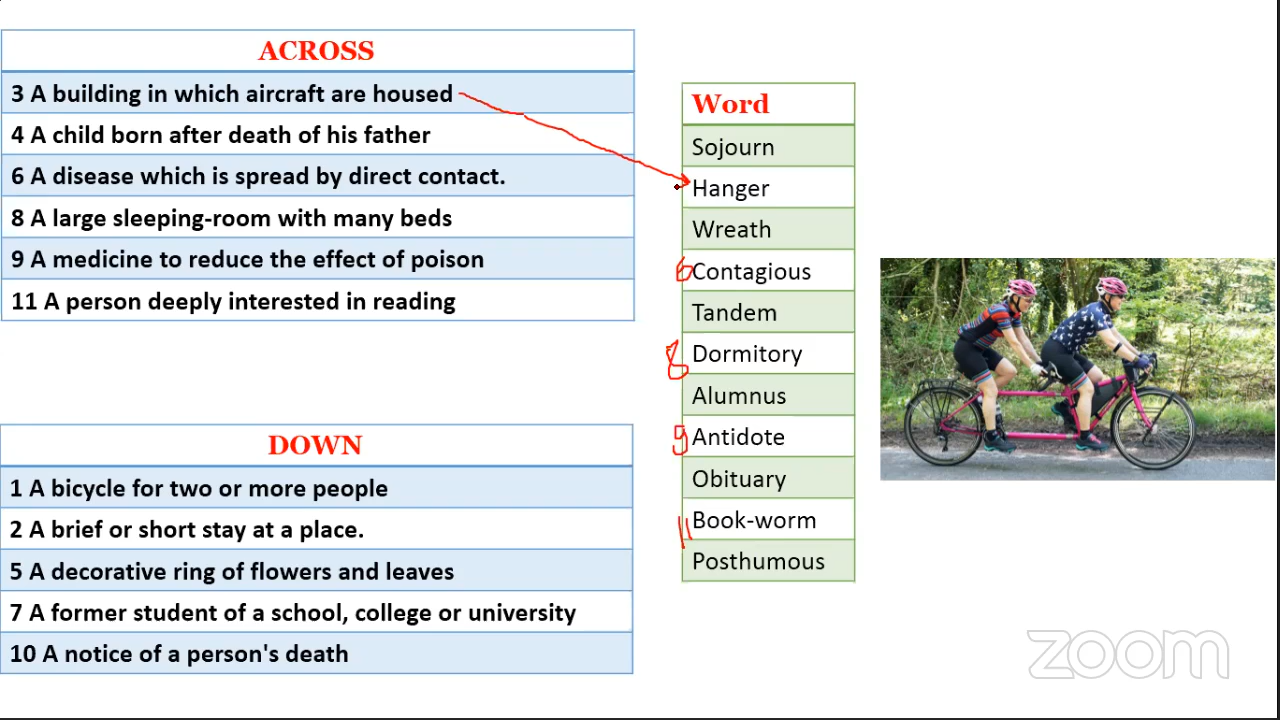 ACROSS
3 A building in which aircraft are housed
4 A child born after death of his father
6 A disease which is spread by direct contact.
8 A large sleeping-room with many beds
9 A medicine to reduce the effect of poison
11 A person deeply interested in reading
DOWN
1 A bicycle for two or more people
2 A brief or short stay at a place.
5 A decorative ring of flowers and leaves
7 A former student of a school, college or university
10 A notice of a person's death
Word
Sojourn
Hanger
Wreath
6 Contagious
Tandem
8 Dormitory
Alumnus
9 Antidote
Obituary
11 Book-worm
Posthumous
zoom